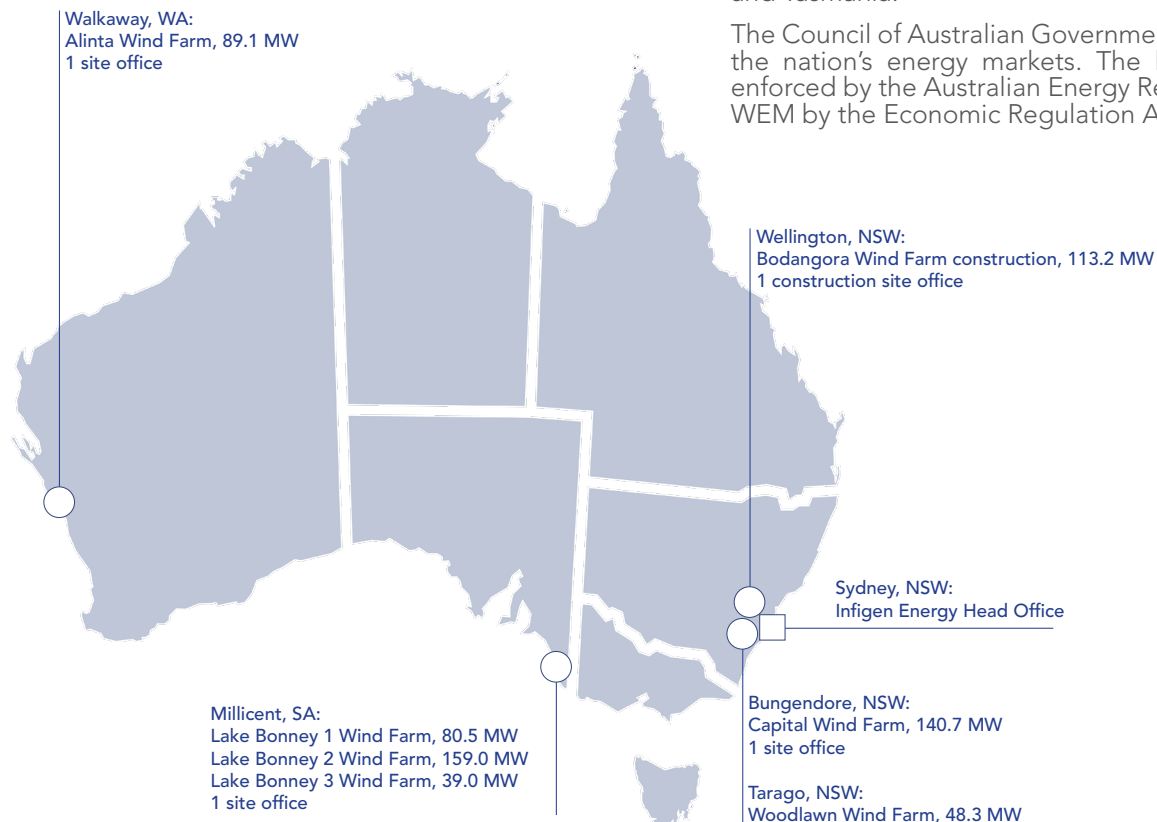 and Tasmania.
The Council of Australian Governme
the nation's energy markets. The
enforced by the Australian Energy Re
WEM by the Economic Regulation A
Walkaway, WA:
Alinta Wind Farm, 89.1 MW
1 site office
Wellington, NSW:
Bodangora Wind Farm construction, 113.2 MW
1 construction site office
Sydney, NSW:
Infigen Energy Head Office
Millicent, SA:
Lake Bonney 1 Wind Farm, 80.5 MW
Lake Bonney 2 Wind Farm, 159.0 MW
Lake Bonney 3 Wind Farm, 39.0 MW
1 site office
Bungendore, NSW:
Capital Wind Farm, 140.7 MW
1 site office
Tarago, NSW:
Woodlawn Wind Farm, 48.3 MW